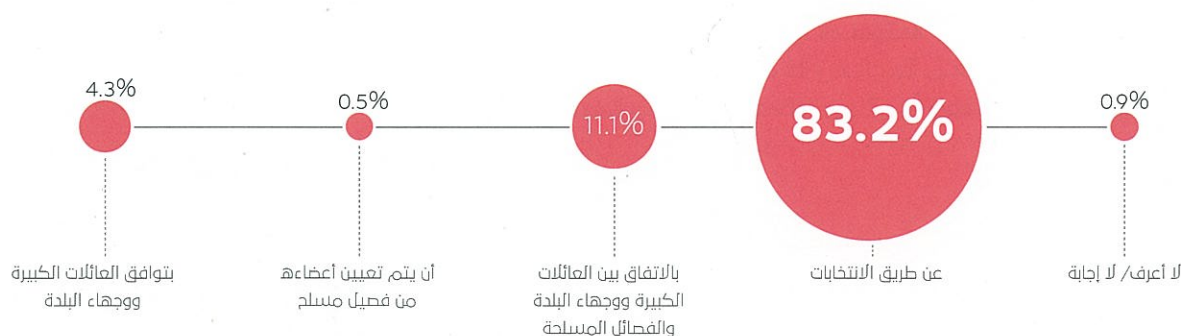 0.9%
لا أعرف/ لا إجابة
83.2%
عن طريق الانتخابات
11.1%
بالاتفاق بين العائلات
الكبيرة ووجهاء البلدة
والفصائل المسلحة
0.5%
أن يتم تعيين أعضاءه
من فصيل مسلح
4.3%
بتوافق العائلات الكبيرة
ووجهاء البلدة